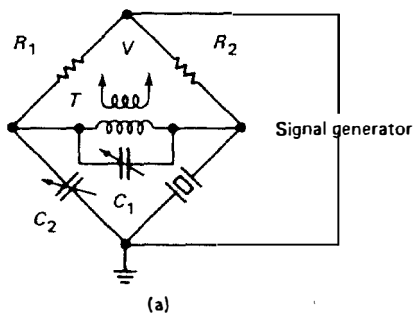 R1 V R2
T
Signal generator
C1
C2
(a)